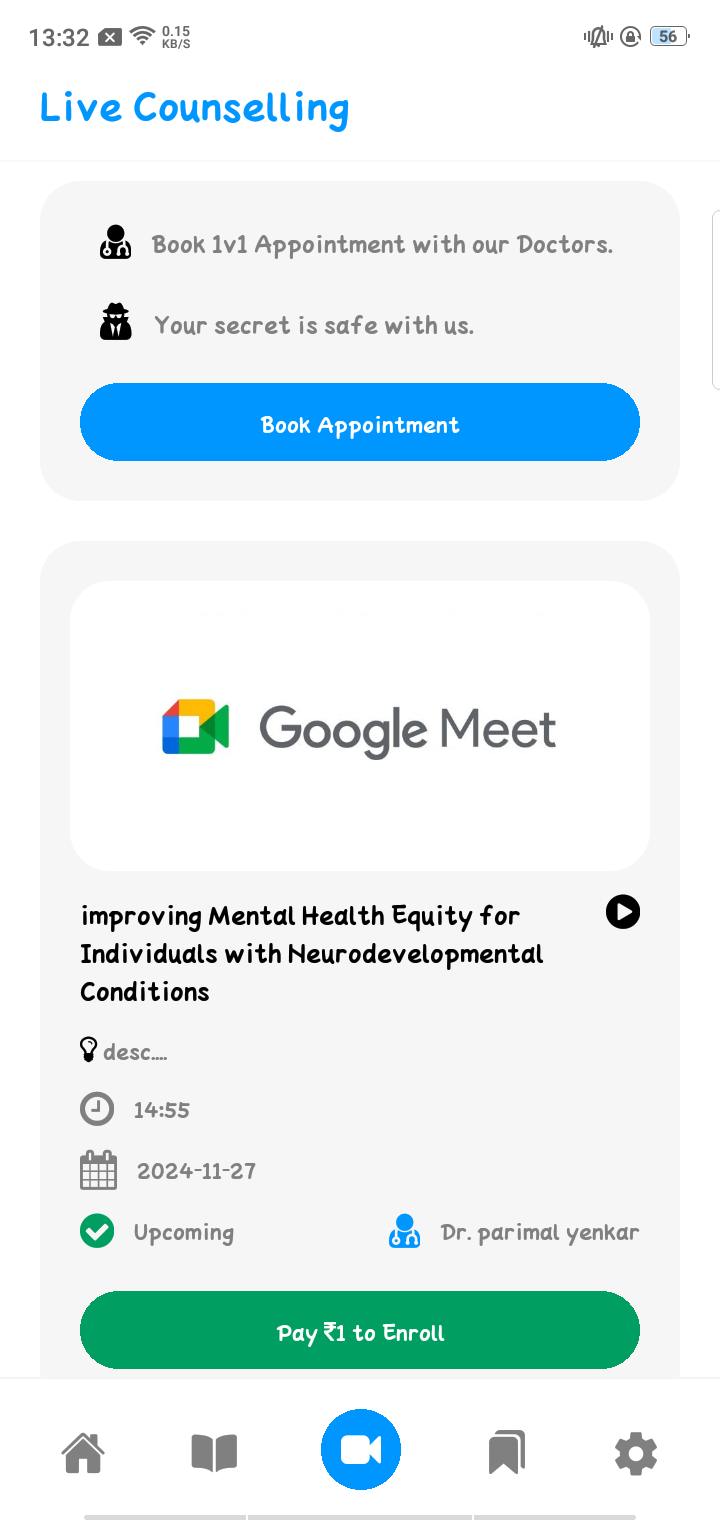 13:32 0.15 KB/S 56
Live Counselling
Book 1v1 Appointment with our Doctors.
Your secret is safe with us.
Book Appointment
Google Meet
improving Mental Health Equity for
Individuals with Neurodevelopmental
Conditions
desc....
14:55
2024-11-27
Upcoming Dr. parimal yenkar
Pay ₹1 to Enroll